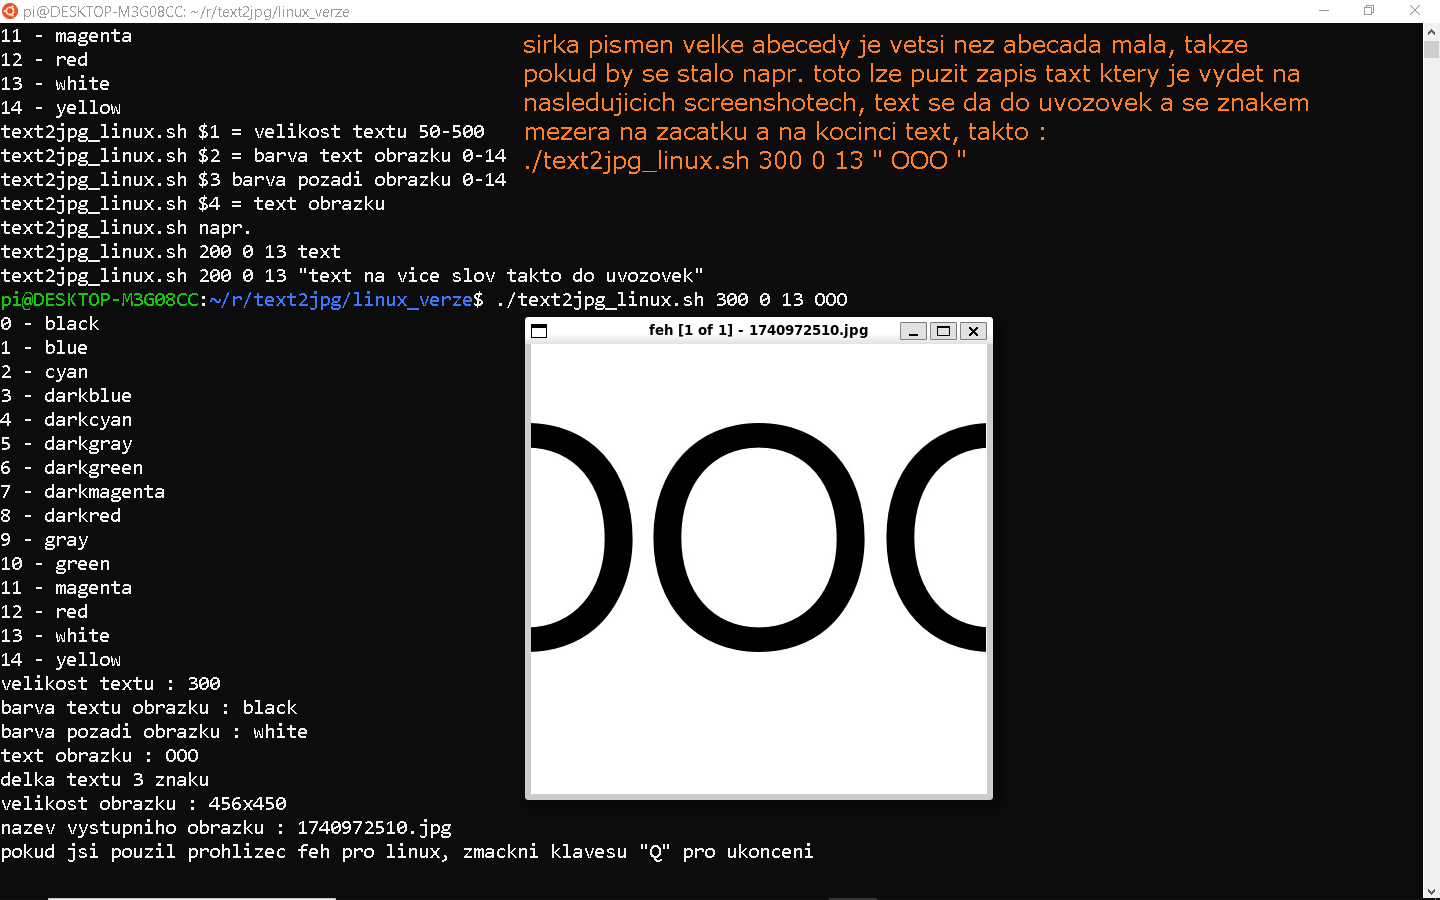 pi@DESKTOP-M3G08CC: ~/r/text2jpg/linux_verze
11 - magenta
12 - red
13 - white
14 - yellow
text2jpg_linux.sh $1 = velikost textu 50-500
text2jpg_linux.sh $2 = barva text obrazku 0-14
text2jpg_linux.sh $3 barva pozadi obrazku 0-14
text2jpg_linux.sh $4 = text obrazku
text2jpg_linux.sh napr.
text2jpg_linux.sh 200 0 13 text
text2jpg_linux.sh 200 0 13 "text na vice slov takto do uvozovek"
sirka pismen velke abecedy je vetsi nez abecada mala, takze
pokud by se stalo napr. toto lze puzit zapis taxt ktery je vydet na
nasledujicich screenshotech, text se da do uvozovek a se znakem
mezera na zacatku a na kocinci text, takto :
./text2jpg_linux.sh 300 0 13 " OOO "
pi@DESKTOP-M3G08CC:~/r/text2jpg/linux_verze$ ./text2jpg_linux.sh 300 0 13 OOO
0 - black
1 - blue
2 - cyan
3 - darkblue
4 - darkcyan
5 - darkgray
6 - darkgreen
7 - darkmagenta
8 - darkred
9 - gray
10 - green
11 - magenta
12 - red
13 - white
14 - yellow
velikost textu : 300
barva textu obrazku : black
barva pozadi obrazku : white
text obrazku : OOO
delka textu 3 znaku
velikost obrazku : 456x450
nazev vystupniho obrazku : 1740972510.jpg
pokud jsi pouzil prohlizec feh pro linux, zmackni klavesu "Q" pro ukonceni
feh [1 of 1] - 1740972510.jpg
OOO